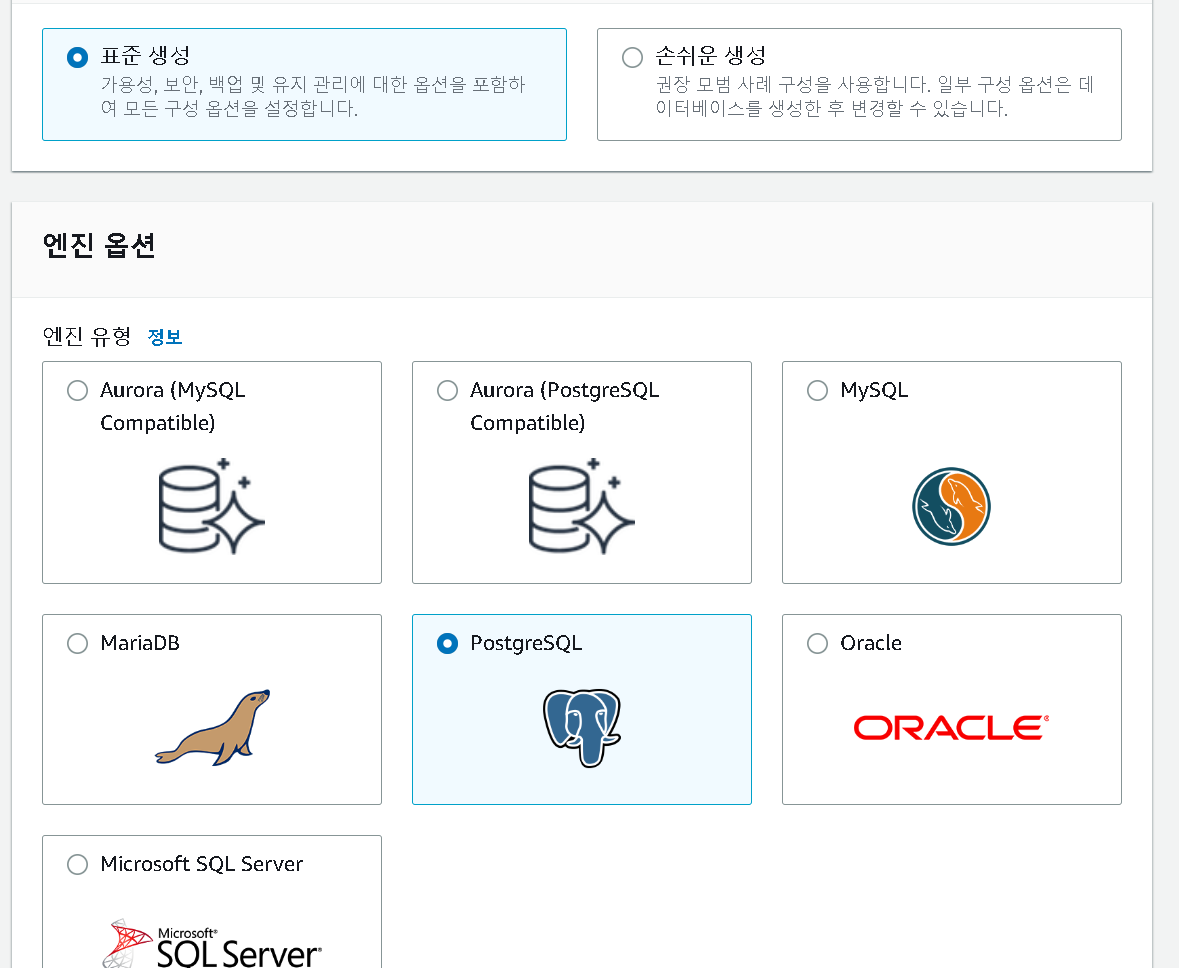 표준 생성
가용성, 보안, 백업 및 유지 관리에 대한 옵션을 포함하
여 모든 구성 옵션을 설정합니다.
손쉬운 생성
권장 모범 사례 구성을 사용합니다. 일부 구성 옵션은 데
이터베이스를 생성한 후 변경할 수 있습니다.
엔진 옵션
엔진 유형 정보
Aurora (MySQL
Compatible)
Aurora (PostgreSQL
Compatible)
MySQL
MariaDB
PostgreSQL
Oracle
ORACLE®
Microsoft SQL Server
Microsoft®
SQL Server®